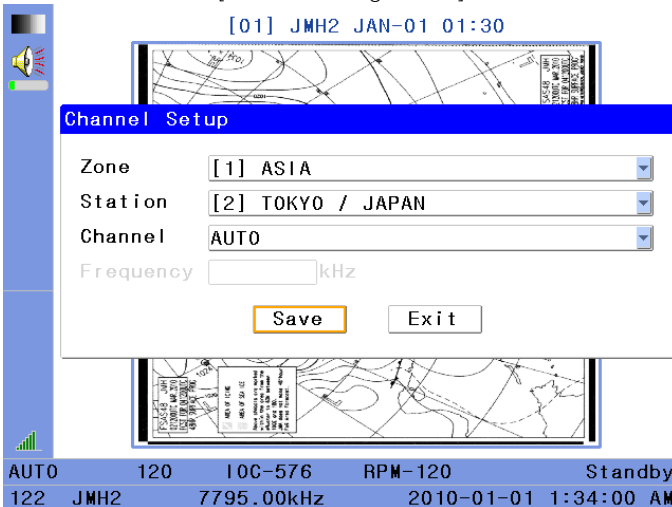 [01] JMH2 JAN-01 01:30
Channel Setup
Zone [1] ASIA
Station [2] TOKYO / JAPAN
Channel AUTO
Frequency kHz
Save Exit
AUTO 120 IOC-576 RPM-120 Standby
122 JMH2 7795.00kHz 2010-01-01 1:34:00 AM